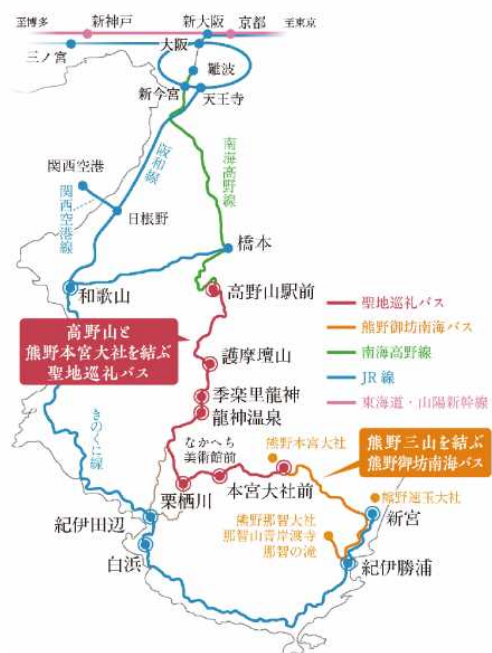 至博多
新神戸
新大阪
京都
至東京
三ノ宮
大阪
難波
新今宮
天王寺
関西空港
阪和線
南海高野線
関西空港線
日根野
橋本
和歌山
高野山駅前
聖地巡礼バス
熊野御坊南海バス
南海高野線
JR線
東海道・山陽新幹線
高野山と
熊野本宮大社を結ぶ
聖地巡礼バス
護摩壇山
季楽里龍神
龍神温泉
きのくに線
なかへち
美術館前
熊野本宮大社
熊野三山を結ぶ
熊野御坊南海バス
栗栖川
本宮大社前
熊野速玉大社
新宮
紀伊田辺
熊野那智大社
那智山青岸渡寺
那智の滝
白浜
紀伊勝浦